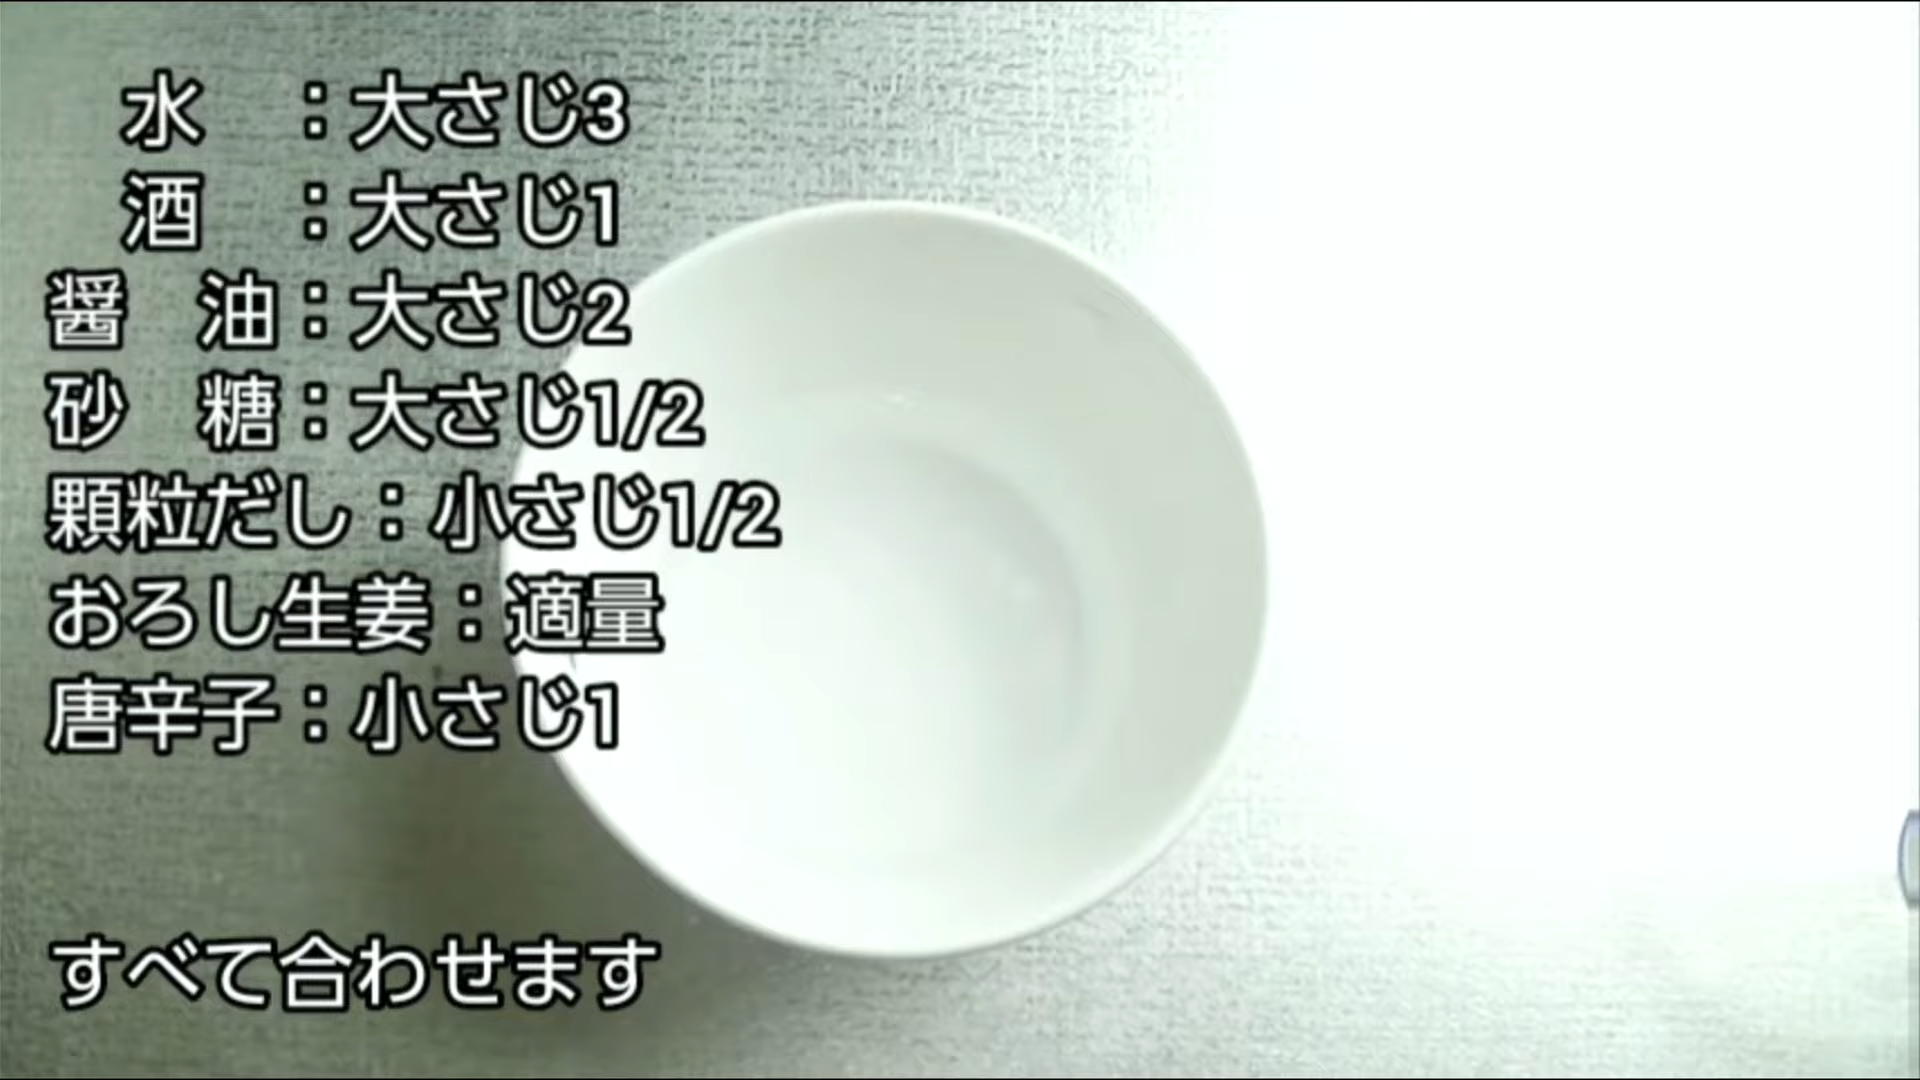 水　：大さじ3
酒　：大さじ1
醤　油：大さじ2
砂　糖：大さじ1/2
顆粒だし：小さじ1/2
おろし生姜：適量
唐辛子：小さじ1
すべて合わせます